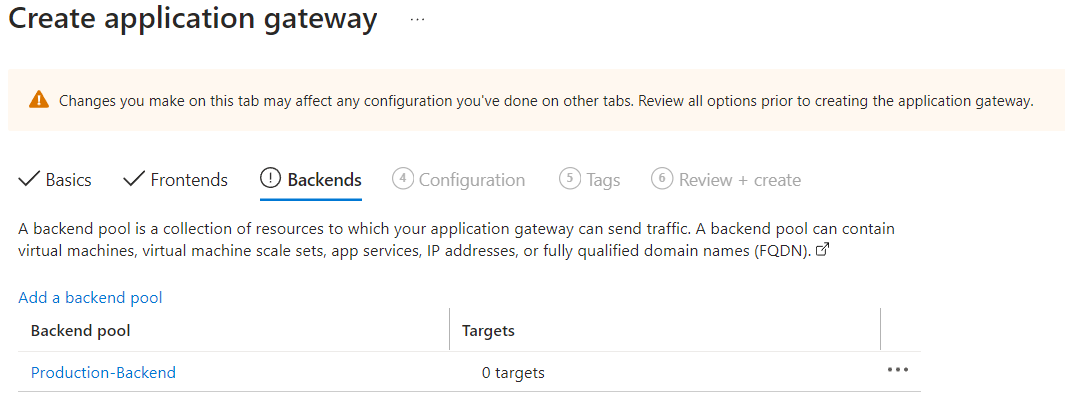 Create application gateway ...
Changes you make on this tab may affect any configuration you've done on other tabs. Review all options prior to creating the application gateway.
Basics Frontends Backends 4 Configuration 5 Tags 6 Review + create
A backend pool is a collection of resources to which your application gateway can send traffic. A backend pool can contain
virtual machines, virtual machine scale sets, app services, IP addresses, or fully qualified domain names (FQDN).
Add a backend pool
Backend pool Targets
Production-Backend 0 targets